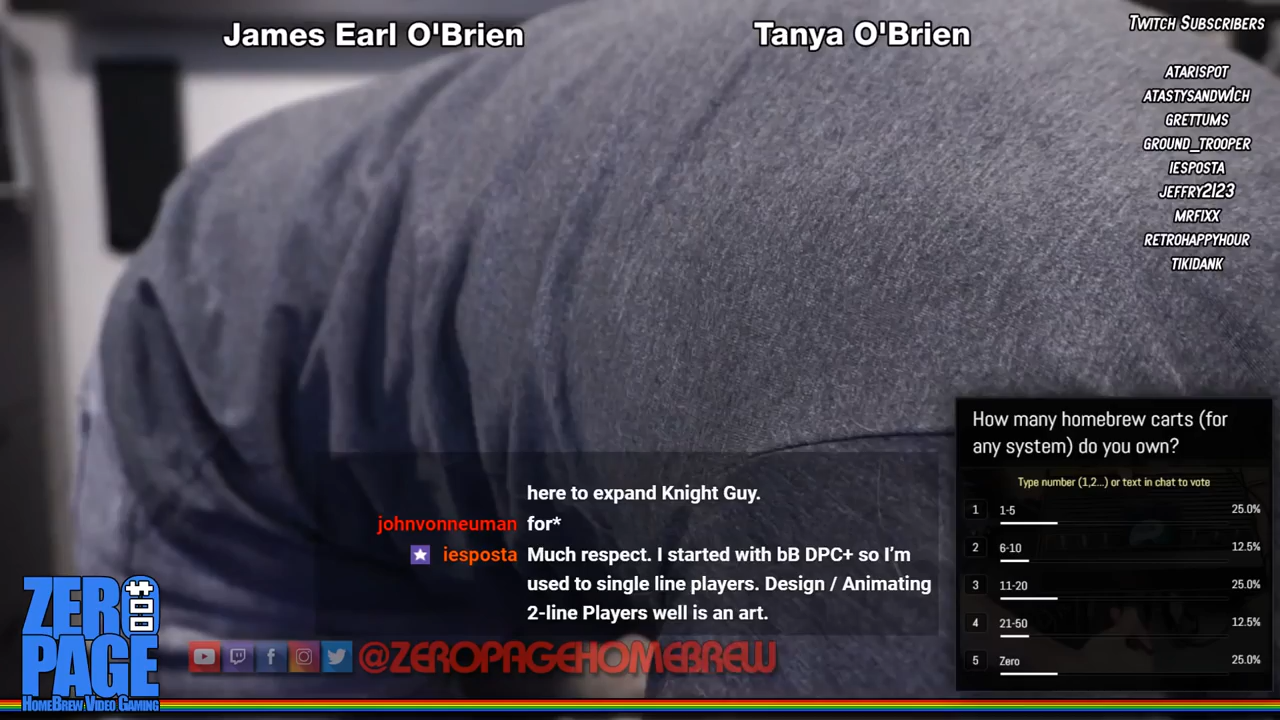 James Earl O'Brien
Tanya O'Brien
TWITCH SUBSCRIBERS
ATARISPOT
ATASTYSANDWICH
GRETTUMS
GROUND_TROOPER
IESPOSTA
JEFFRY2123
MRFIXX
RETROHAPPYHOUR
TIKIDANK
How many homebrew carts (for
any system) do you own?
Type number (1,2...) or text in chat to vote
1 1-5 25.0%
2 6-10 12.5%
3 11-20 25.0%
4 21-50 12.5%
5 Zero 25.0%
here to expand Knight Guy.
johnvonneuman for*
iesposta Much respect. I started with bB DPC+ so I'm
used to single line players. Design / Animating
2-line Players well is an art.
@ZEROPAGEHOMEBREW
ZERO
PAGE
HOMEBREW VIDEO GAMING